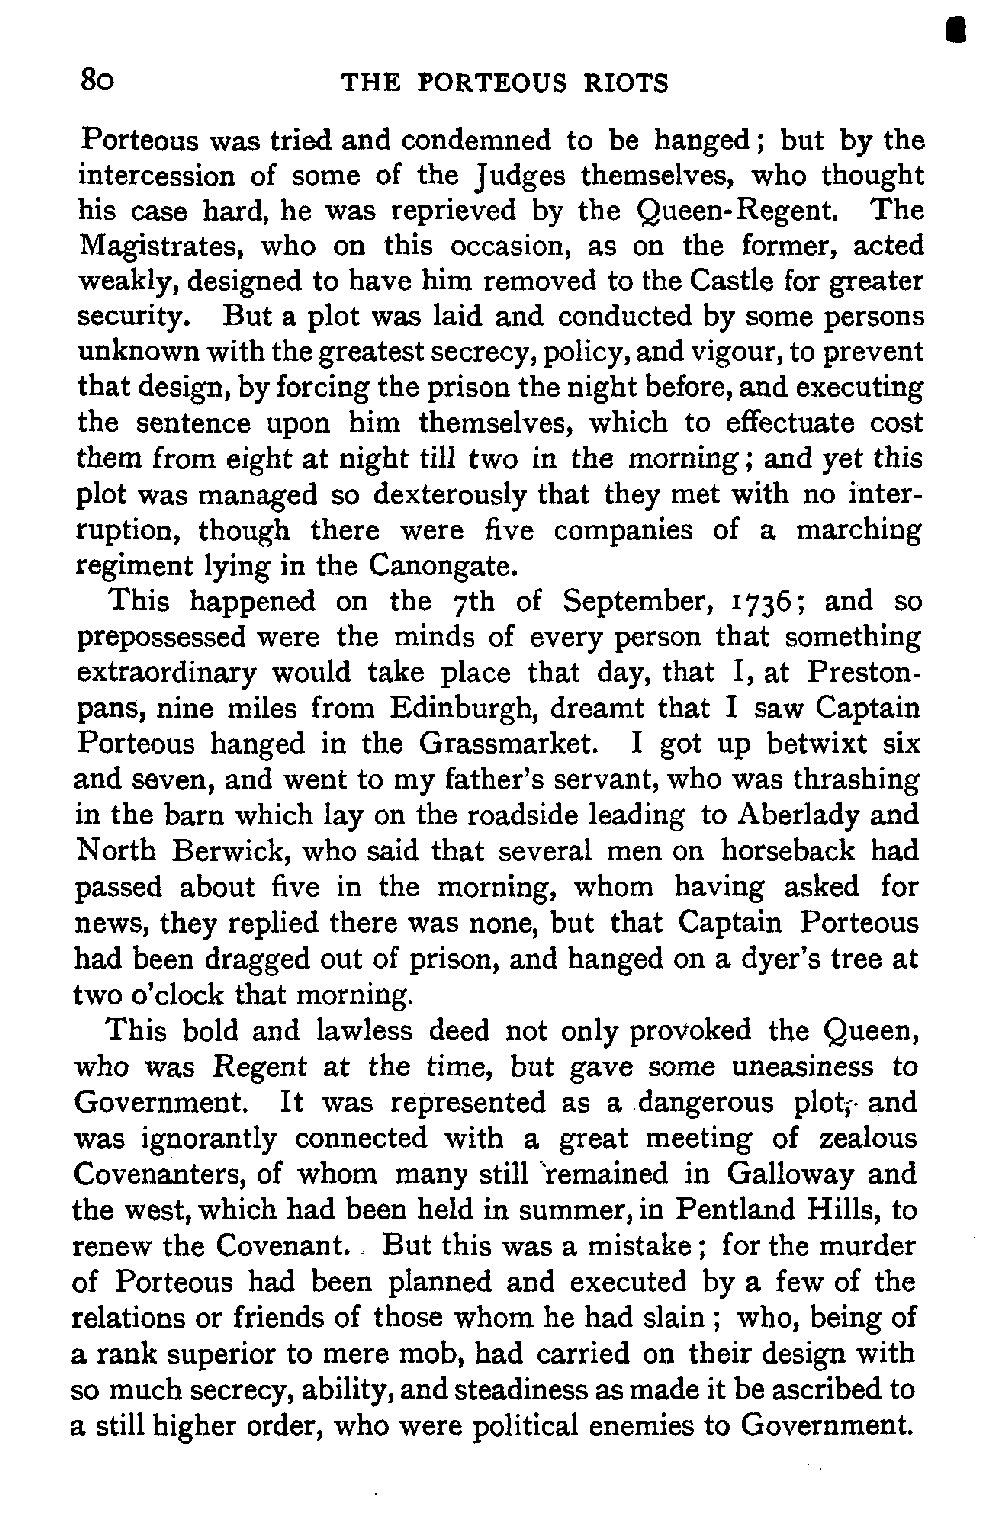 80 THE PORTEOUS RIOTS
Porteous was tried and condemned to be hanged; but by the
intercession of some of the Judges themselves, who thought
his case hard, he was reprieved by the Queen-Regent. The
Magistrates, who on this occasion, as on the former, acted
weakly, designed to have him removed to the Castle for greater
security. But a plot was laid and conducted by some persons
unknown with the greatest secrecy, policy, and vigour, to prevent
that design, by forcing the prison the night before, and executing
the sentence upon him themselves, which to effectuate cost
them from eight at night till two in the morning; and yet this
plot was managed so dexterously that they met with no inter-
ruption, though there were five companies of a marching
regiment lying in the Canongate.
This happened on the 7th of September, 1736; and so
prepossessed were the minds of every person that something
extraordinary would take place that day, that I, at Preston-
pans, nine miles from Edinburgh, dreamt that I saw Captain
Porteous hanged in the Grassmarket. I got up betwixt six
and seven, and went to my father's servant, who was thrashing
in the barn which lay on the roadside leading to Aberlady and
North Berwick, who said that several men on horseback had
passed about five in the morning, whom having asked for
news, they replied there was none, but that Captain Porteous
had been dragged out of prison, and hanged on a dyer's tree at
two o'clock that morning.
This bold and lawless deed not only provoked the Queen,
who was Regent at the time, but gave some uneasiness to
Government. It was represented as a dangerous plot, and
was ignorantly connected with a great meeting of zealous
Covenanters, of whom many still remained in Galloway and
the west, which had been held in summer, in Pentland Hills, to
renew the Covenant. But this was a mistake; for the murder
of Porteous had been planned and executed by a few of the
relations or friends of those whom he had slain; who, being of
a rank superior to mere mob, had carried on their design with
so much secrecy, ability, and steadiness as made it be ascribed to
a still higher order, who were political enemies to Government.